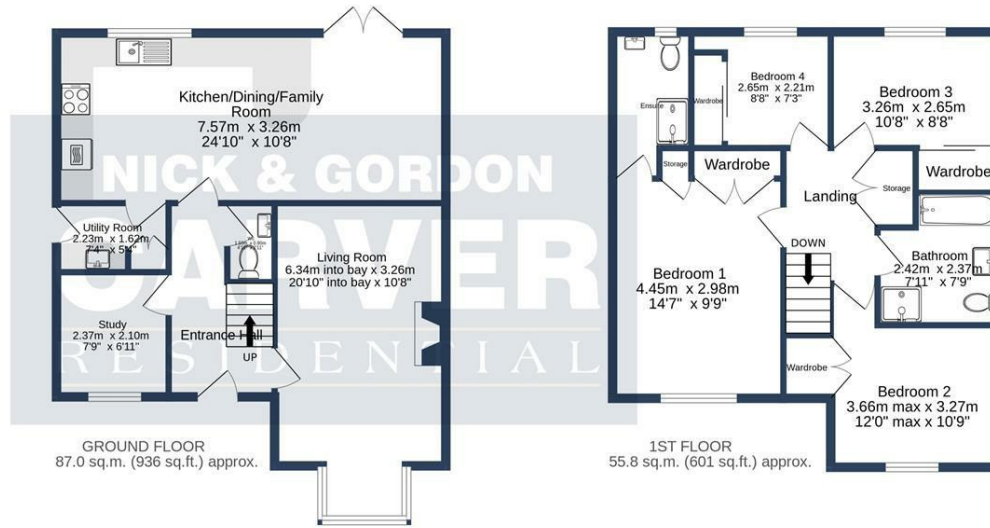 Kitchen/Dining/Family
Room
7.57m x 3.26m
24'10" x 10'8"
NICK & GORDON
CARVER
RESIDENTIAL
Utility Room
2.23m x 1.62m
7'4" x 5'4"
Living Room
6.34m into bay x 3.26m
20'10" into bay x 10'8"
Study
2.37m x 2.10m
7'9" x 6'11"
Entrance Hall
UP
GROUND FLOOR
87.0 sq.m. (936 sq.ft.) approx.
Ensuite
Wardrobe
Bedroom 4
2.65m x 2.21m
8'8" x 7'3"
Bedroom 3
3.26m x 2.65m
10'8" x 8'8"
Storage
Wardrobe
Landing
Storage
Wardrobe
DOWN
Bedroom 1
4.45m x 2.98m
14'7" x 9'9"
Bathroom
2.42m x 2.37m
7'11" x 7'9"
Wardrobe
Bedroom 2
3.66m max x 3.27m
12'0" max x 10'9"
1ST FLOOR
55.8 sq.m. (601 sq.ft.) approx.